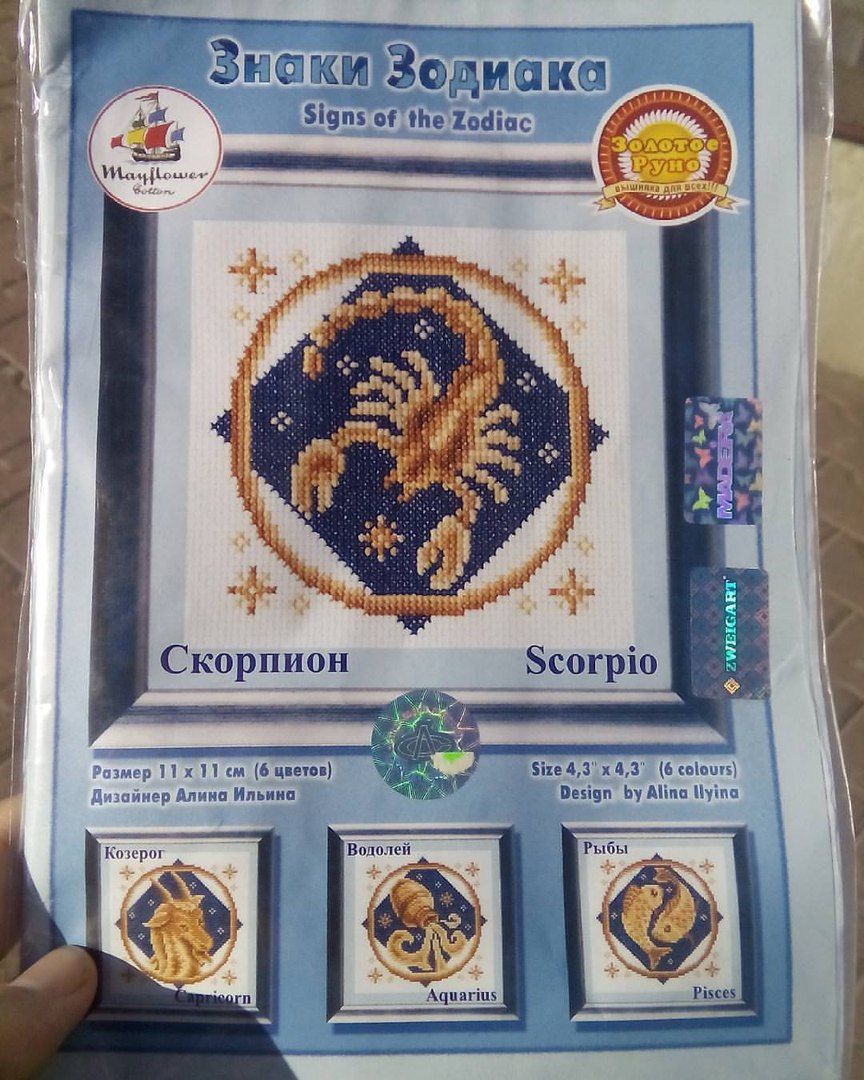 Знаки Зодиака
Signs of the Zodiac
Mayflower
Cotton
Золотое
Руно
вышивка для всех!!!
MADEIRA
ZWEIGART
Скорпион
Scorpio
Размер 11 x 11 см (6 цветов)
Дизайнер Алина Ильина
Size 4,3" x 4,3" (6 colours)
Design by Alina Ilyina
Козерог
Capricorn
Водолей
Aquarius
Рыбы
Pisces